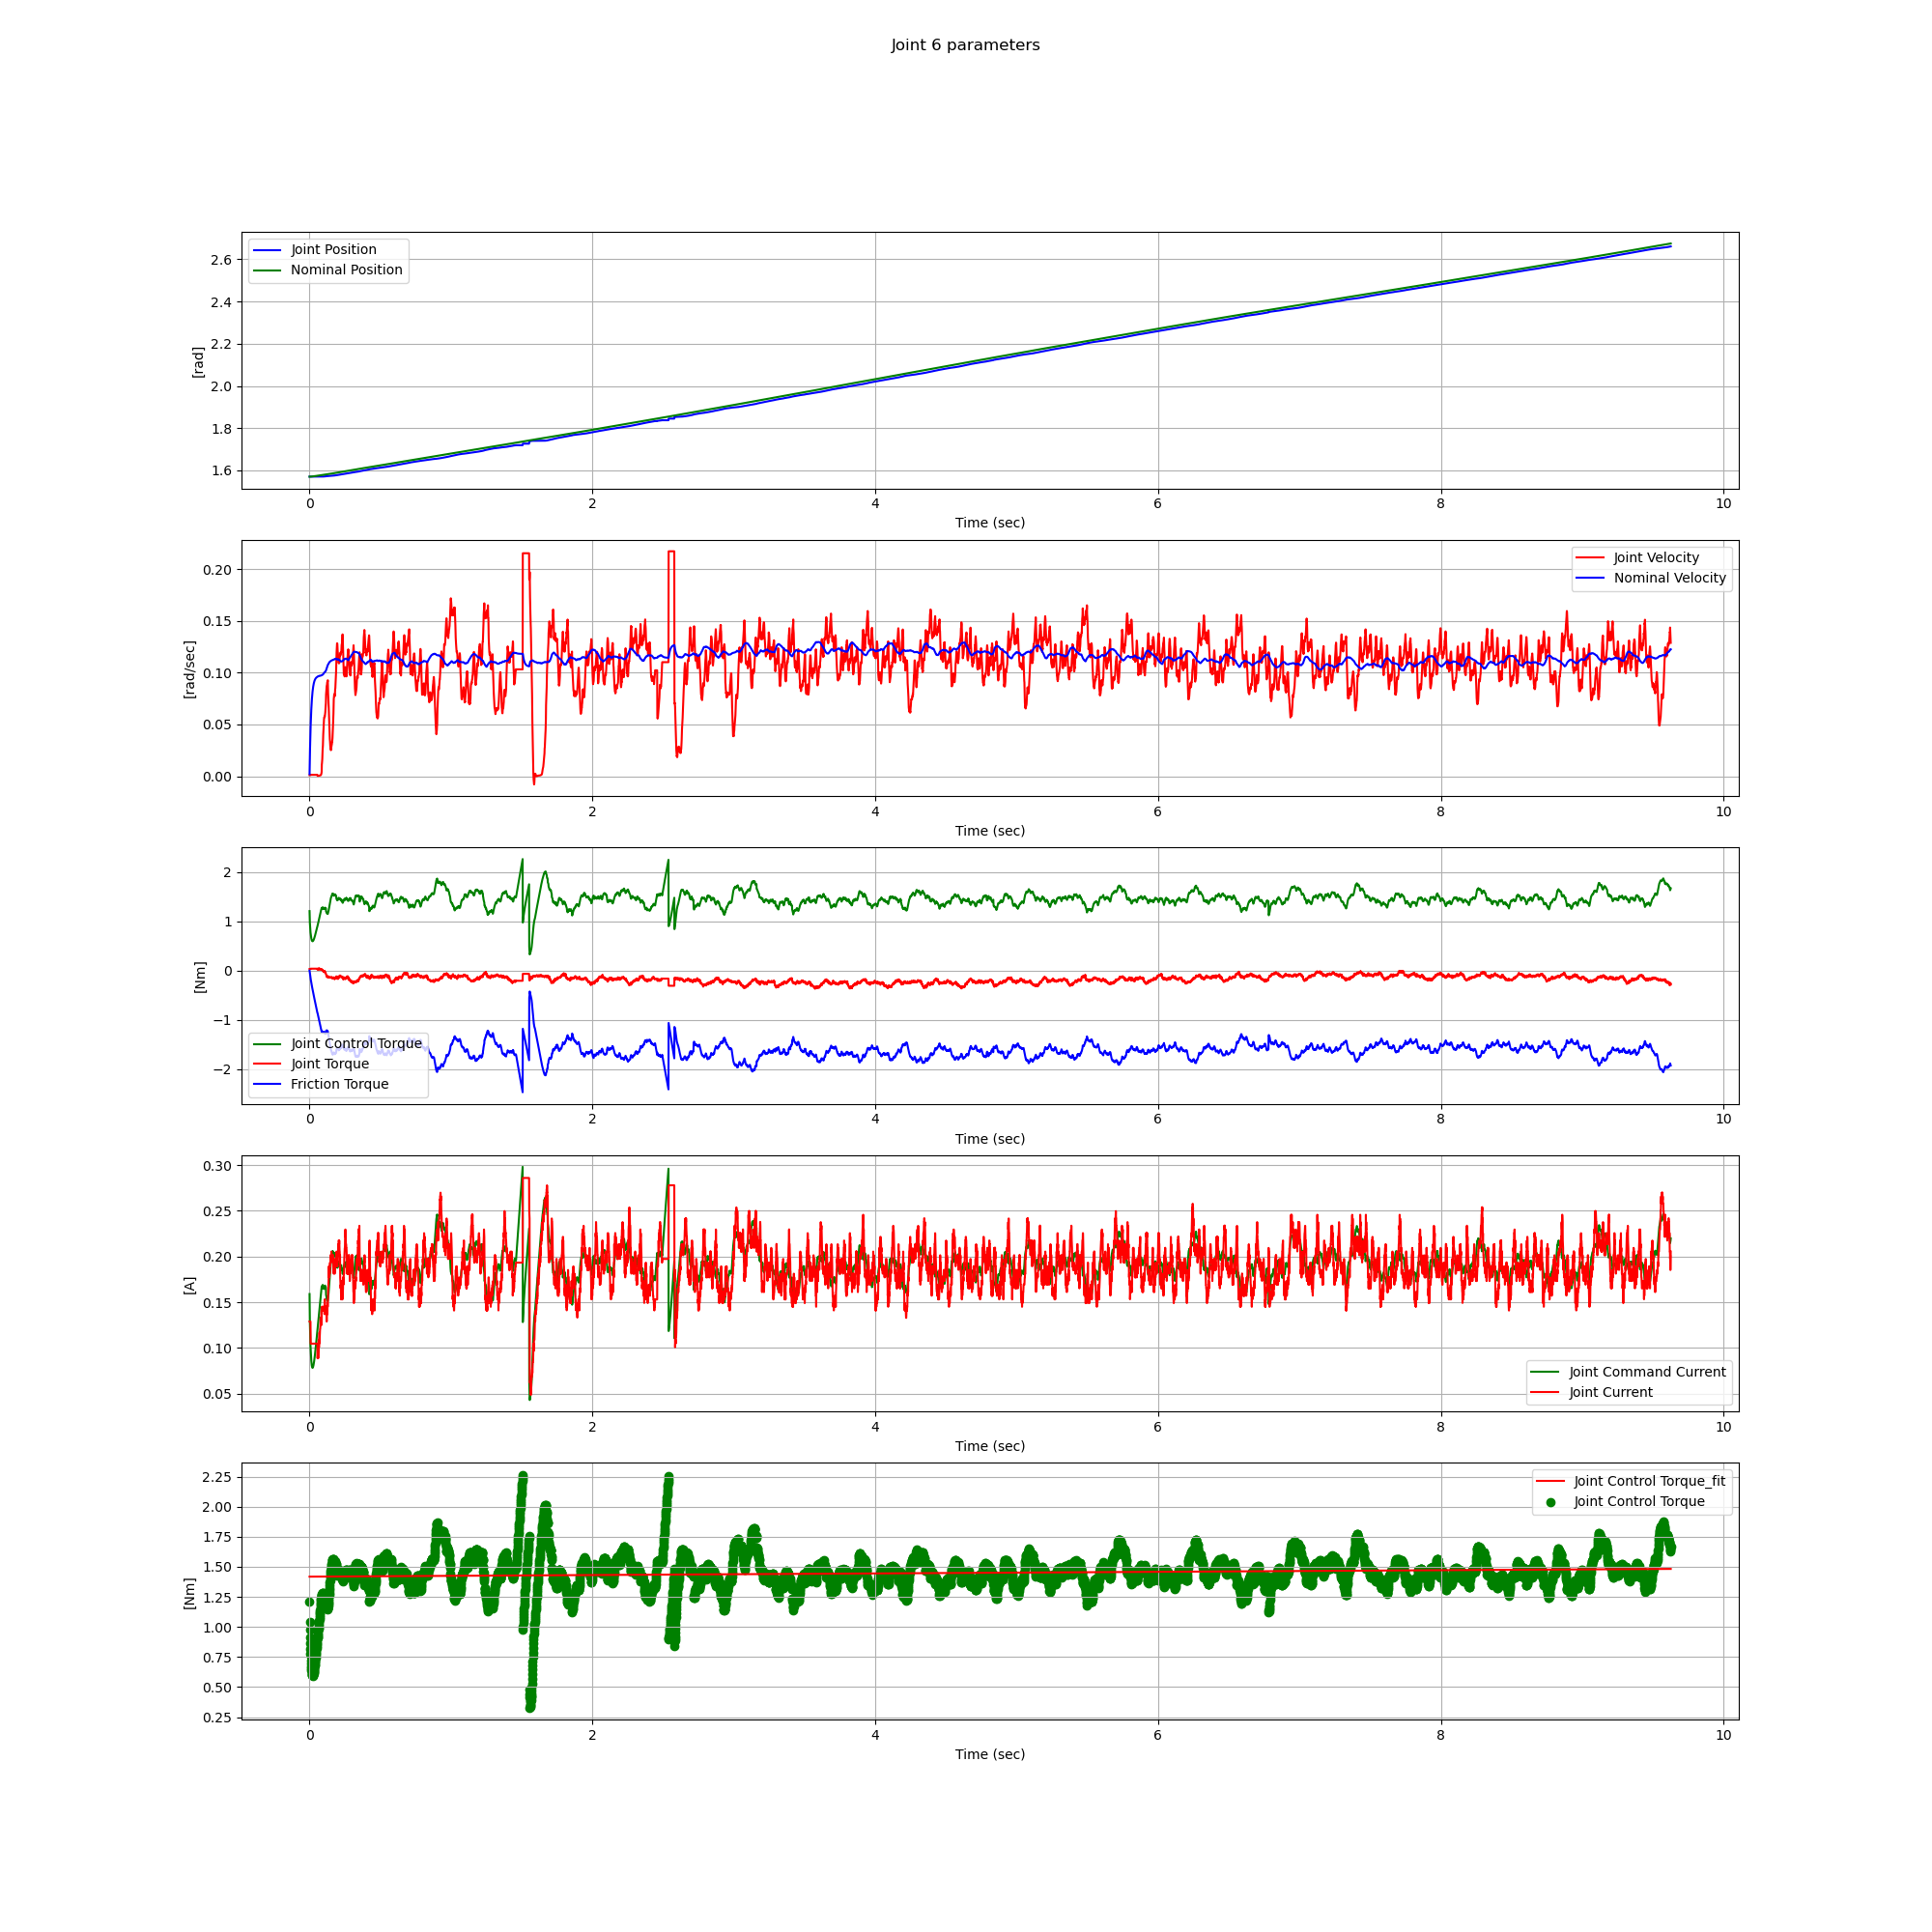 Joint 6 parameters
Joint Position
Nominal Position
2.6
2.4
2.2
2.0
1.8
1.6
[rad]
0 2 4 6 8 10
Time (sec)
Joint Velocity
Nominal Velocity
0.20
0.15
0.10
0.05
0.00
[rad/sec]
0 2 4 6 8 10
Time (sec)
2
1
0
−1
−2
[Nm]
Joint Control Torque
Joint Torque
Friction Torque
0 2 4 6 8 10
Time (sec)
0.30
0.25
0.20
0.15
0.10
0.05
[A]
Joint Command Current
Joint Current
0 2 4 6 8 10
Time (sec)
Joint Control Torque_fit
Joint Control Torque
2.25
2.00
1.75
1.50
1.25
1.00
0.75
0.50
0.25
[Nm]
0 2 4 6 8 10
Time (sec)